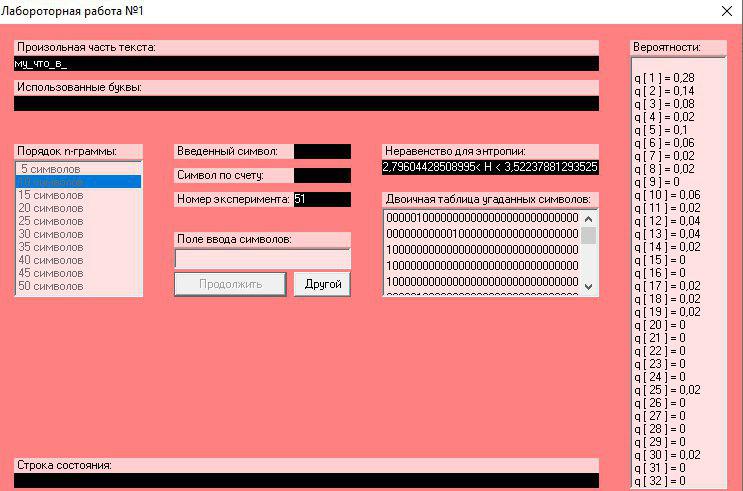 Лабороторная работа №1
Произольная часть текста:
му_что_в_
Использованные буквы:
Порядок n-граммы:
5 символов
15 символов
20 символов
25 символов
30 символов
35 символов
40 символов
45 символов
50 символов
Введенный символ:
Символ по счету:
Номер эксперимента: 51
Поле ввода символов:
Продолжить
Другой
Неравенство для энтропии:
2,79604428508995< H < 3,52237881293525
Двоичная таблица угаданных символов:
00000100000000000000000000000000
00000000000100000000000000000000
10000000000000000000000000000000
10000000000000000000000000000000
10000000000000000000000000000000
Строка состояния:
Вероятности:
q [ 1 ] = 0,28
q [ 2 ] = 0,14
q [ 3 ] = 0,08
q [ 4 ] = 0,02
q [ 5 ] = 0,1
q [ 6 ] = 0,06
q [ 7 ] = 0,02
q [ 8 ] = 0,02
q [ 9 ] = 0
q [ 10 ] = 0,06
q [ 11 ] = 0,02
q [ 12 ] = 0,04
q [ 13 ] = 0,04
q [ 14 ] = 0,02
q [ 15 ] = 0
q [ 16 ] = 0
q [ 17 ] = 0,02
q [ 18 ] = 0,02
q [ 19 ] = 0,02
q [ 20 ] = 0
q [ 21 ] = 0
q [ 22 ] = 0
q [ 23 ] = 0
q [ 24 ] = 0
q [ 25 ] = 0,02
q [ 26 ] = 0
q [ 27 ] = 0
q [ 28 ] = 0
q [ 29 ] = 0
q [ 30 ] = 0,02
q [ 31 ] = 0
q [ 32 ] = 0